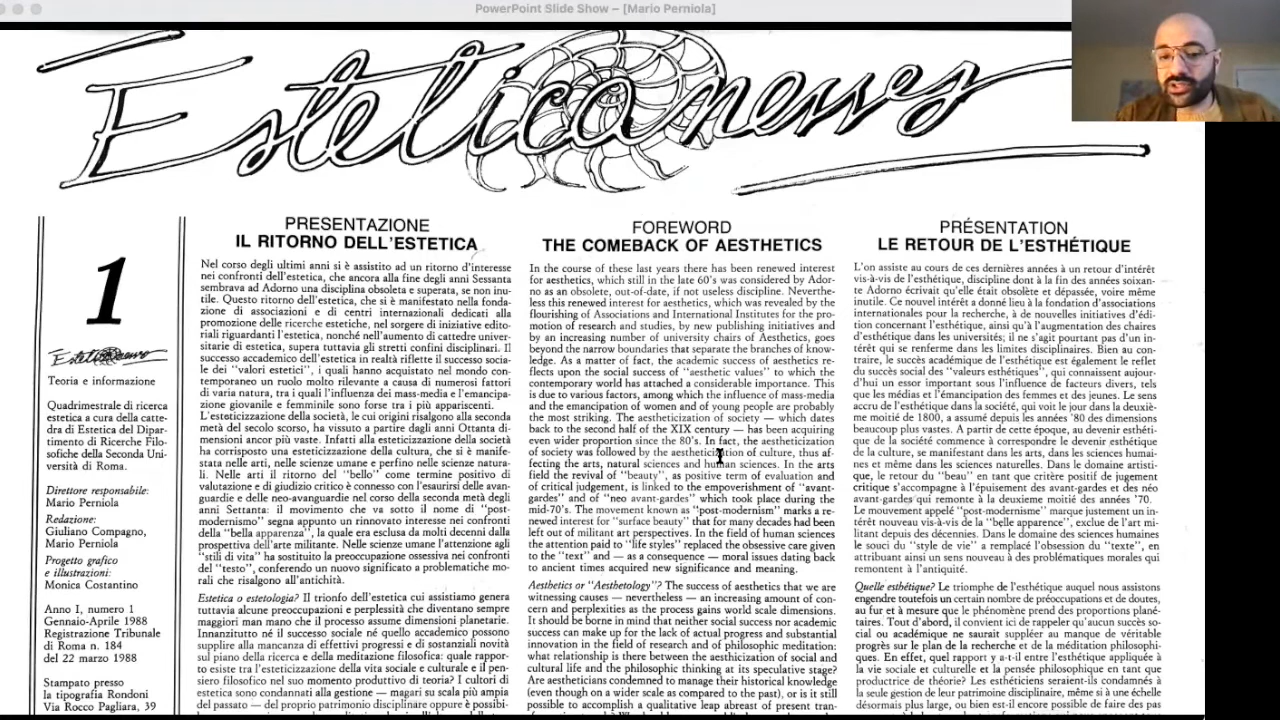 PowerPoint Slide Show – [Mario Perniola]
Estetica news
1
Estetica news
Teoria e informazione
Quadrimestrale di ricerca
estetica a cura della catte-
dra di Estetica del Dipar-
timento di Ricerche Filo-
sofiche della Seconda Uni-
versità di Roma.
Direttore responsabile:
Mario Perniola
Redazione:
Giuliano Compagno,
Mario Perniola
Progetto grafico
e illustrazioni:
Monica Costantino
Anno I, numero 1
Gennaio-Aprile 1988
Registrazione Tribunale
di Roma n. 184
del 22 marzo 1988
Stampato presso
la tipografia Rondoni
Via Rocco Pagliara, 39
PRESENTAZIONE
IL RITORNO DELL'ESTETICA
Nel corso degli ultimi anni si è assistito ad un ritorno d'interesse
nei confronti dell'estetica, che ancora alla fine degli anni Sessanta
sembrava ad Adorno una disciplina obsoleta e superata, se non inu-
tile. Questo ritorno dell'estetica, che si è manifestato nella fonda-
zione di associazioni e di centri internazionali dedicati alla
promozione delle ricerche estetiche, nel sorgere di iniziative edito-
riali riguardanti l'estetica, nonché nell'aumento di cattedre univer-
sitarie di estetica, supera tuttavia gli stretti confini disciplinari. Il
successo accademico dell'estetica in realtà riflette il successo socia-
le dei "valori estetici", i quali hanno acquistato nel mondo con-
temporaneo un ruolo molto rilevante a causa di numerosi fattori
di varia natura, tra i quali l'influenza dei mass-media e l'emancipa-
zione giovanile e femminile sono forse tra i più appariscenti.
L'estetizzazione della società, le cui origini risalgono alla seconda
metà del secolo scorso, ha vissuto a partire dagli anni Ottanta di-
mensioni ancor più vaste. Infatti alla esteticizzazione della società
ha corrisposto una esteticizzazione della cultura, che si è manife-
stata nelle arti, nelle scienze umane e perfino nelle scienze natura-
li. Nelle arti il ritorno del "bello" come termine positivo di
valutazione e di giudizio critico è connesso con l'esaurirsi delle avan-
guardie e delle neo-avanguardie nel corso della seconda metà degli
anni Settanta: il movimento che va sotto il nome di "post-
modernismo" segna appunto un rinnovato interesse nei confronti
della "bella apparenza", la quale era esclusa da molti decenni dalla
prospettiva dell'arte militante. Nelle scienze umane l'attenzione agli
"stili di vita" ha sostituito la preoccupazione ossessiva nei confronti
del "testo", conferendo un nuovo significato a problematiche mo-
rali che risalgono all'antichità.
Estetica o estetologia? Il trionfo dell'estetica cui assistiamo genera
tuttavia alcune preoccupazioni e perplessità che diventano sempre
maggiori man mano che il processo assume dimensioni planetarie.
Innanzitutto né il successo sociale né quello accademico possono
supplire alla mancanza di effettivi progressi e di sostanziali novità
sul piano della ricerca e della meditazione filosofica: quale rappor-
to esiste tra l'esteticizzazione della vita sociale e culturale e il pen-
siero filosofico nel suo momento produttivo di teoria? I cultori di
estetica sono condannati alla gestione — magari su scala più ampia
del passato — del proprio patrimonio disciplinare oppure è possibi-
FOREWORD
THE COMEBACK OF AESTHETICS
In the course of these last years there has been renewed interest
for aesthetics, which still in the late 60's was considered by Ador-
no as an obsolete, out-of-date, if not useless discipline. Neverthe-
less this renewed interest for aesthetics, which was revealed by the
flourishing of Associations and International Institutes for the pro-
motion of research and studies, by new publishing initiatives and
by an increasing number of university chairs of Aesthetics, goes
beyond the narrow boundaries that separate the branches of know-
ledge. As a matter of fact, the academic success of aesthetics re-
flects upon the social success of "aesthetic values" to which the
contemporary world has attached a considerable importance. This
is due to various factors, among which the influence of mass-media
and the emancipation of women and of young people are probably
the most striking. The aestheticization of society — which dates
back to the second half of the XIX century — has been acquiring
even wider proportion since the 80's. In fact, the aestheticization
of society was followed by the aestheticization of culture, thus af-
fecting the arts, natural sciences and human sciences. In the arts
field the revival of "beauty", as positive term of evaluation and
of critical judgement, is linked to the empoverishment of "avant-
gardes" and of "neo avant-gardes" which took place during the
mid-70's. The movement known as "post-modernism" marks a re-
newed interest for "surface beauty" that for many decades had been
left out of militant art perspectives. In the field of human sciences
the attention paid to "life styles" replaced the obsessive care given
to the "text" and — as a consequence — moral issues dating back
to ancient times acquired new significance and meaning.
Aesthetics or "Aesthetology"? The success of aesthetics that we are
witnessing causes — nevertheless — an increasing amount of con-
cern and perplexities as the process gains world scale dimensions.
It should be borne in mind that neither social success nor academic
success can make up for the lack of actual progress and substantial
innovation in the field of research and of philosophic meditation:
what relationship is there between the aesthetization of social and
cultural life and the philosophic thinking at its speculative stage?
Are aestheticians condemned to manage their historical knowledge
(even though on a wider scale as compared to the past), or is it still
possible to accomplish a qualitative leap abreast of present tran-
PRÉSENTATION
LE RETOUR DE L'ESTHÉTIQUE
L'on assiste au cours de ces dernières années à un retour d'intérêt
vis-à-vis de l'esthétique, discipline dont à la fin des années soixan-
te Adorno écrivait qu'elle était obsolète et dépassée, voire même
inutile. Ce nouvel intérêt a donné lieu à la fondation d'associations
internationales pour la recherche, à de nouvelles initiatives d'édi-
tion concernant l'esthétique, ainsi qu'à l'augmentation des chaires
d'esthétique dans les universités; il ne s'agit pourtant pas d'un in-
térêt qui se renferme dans les limites disciplinaires. Bien au con-
traire, le succès académique de l'esthétique est également le reflet
du succès social des "valeurs esthétiques", qui connaissent aujour-
d'hui un essor important sous l'influence de facteurs divers, tels
que les médias et l'émancipation des femmes et des jeunes. Le sens
accru de l'esthétique dans la société, qui voit le jour dans la deuxiè-
me moitié de 1800, a assumé depuis les années '80 des dimensions
beaucoup plus vastes. A partir de cette époque, au devenir esthéti-
que de la société commence à correspondre le devenir esthétique
de la culture, se manifestant dans les arts, dans les sciences humai-
nes et même dans les sciences naturelles. Dans le domaine artisti-
que, le retour du "beau" en tant que critère positif de jugement
critique s'accompagne à l'épuisement des avant-gardes et des néo
avant-gardes qui remonte à la deuxieme moitié des années '70.
Le mouvement appelé "post-modernisme" marque justement un in-
térêt nouveau vis-à-vis de la "belle apparence", exclue de l'art mi-
litant depuis des décennies. Dans le domaine des sciences humaines
le souci du "style de vie" a remplacé l'obsession du "texte", en
attribuant ainsi un sens nouveau à des problématiques morales qui
remontent à l'antiquité.
Quelle esthétique? Le triomphe de l'esthétique auquel nous assistons
engendre toutefois un certain nombre de préoccupations et de doutes,
au fur et à mesure que le phénomène prend des proportions plané-
taires. Tout d'abord, il convient ici de rappeler qu'aucun succès so-
cial ou académique ne saurait suppléer au manque de véritable
progrès sur le plan de la recherche et de la méditation philosophi-
ques. En effet, quel rapport y a-t-il entre l'esthétique appliquée à
la vie sociale et culturelle et la pensée philosophique en tant que
productrice de théorie? Les esthéticiens seraient-ils condamnés à
la seule gestion de leur patrimoine disciplinaire, même si à une échelle
désormais plus large, ou bien est-il encore possible de faire des pas